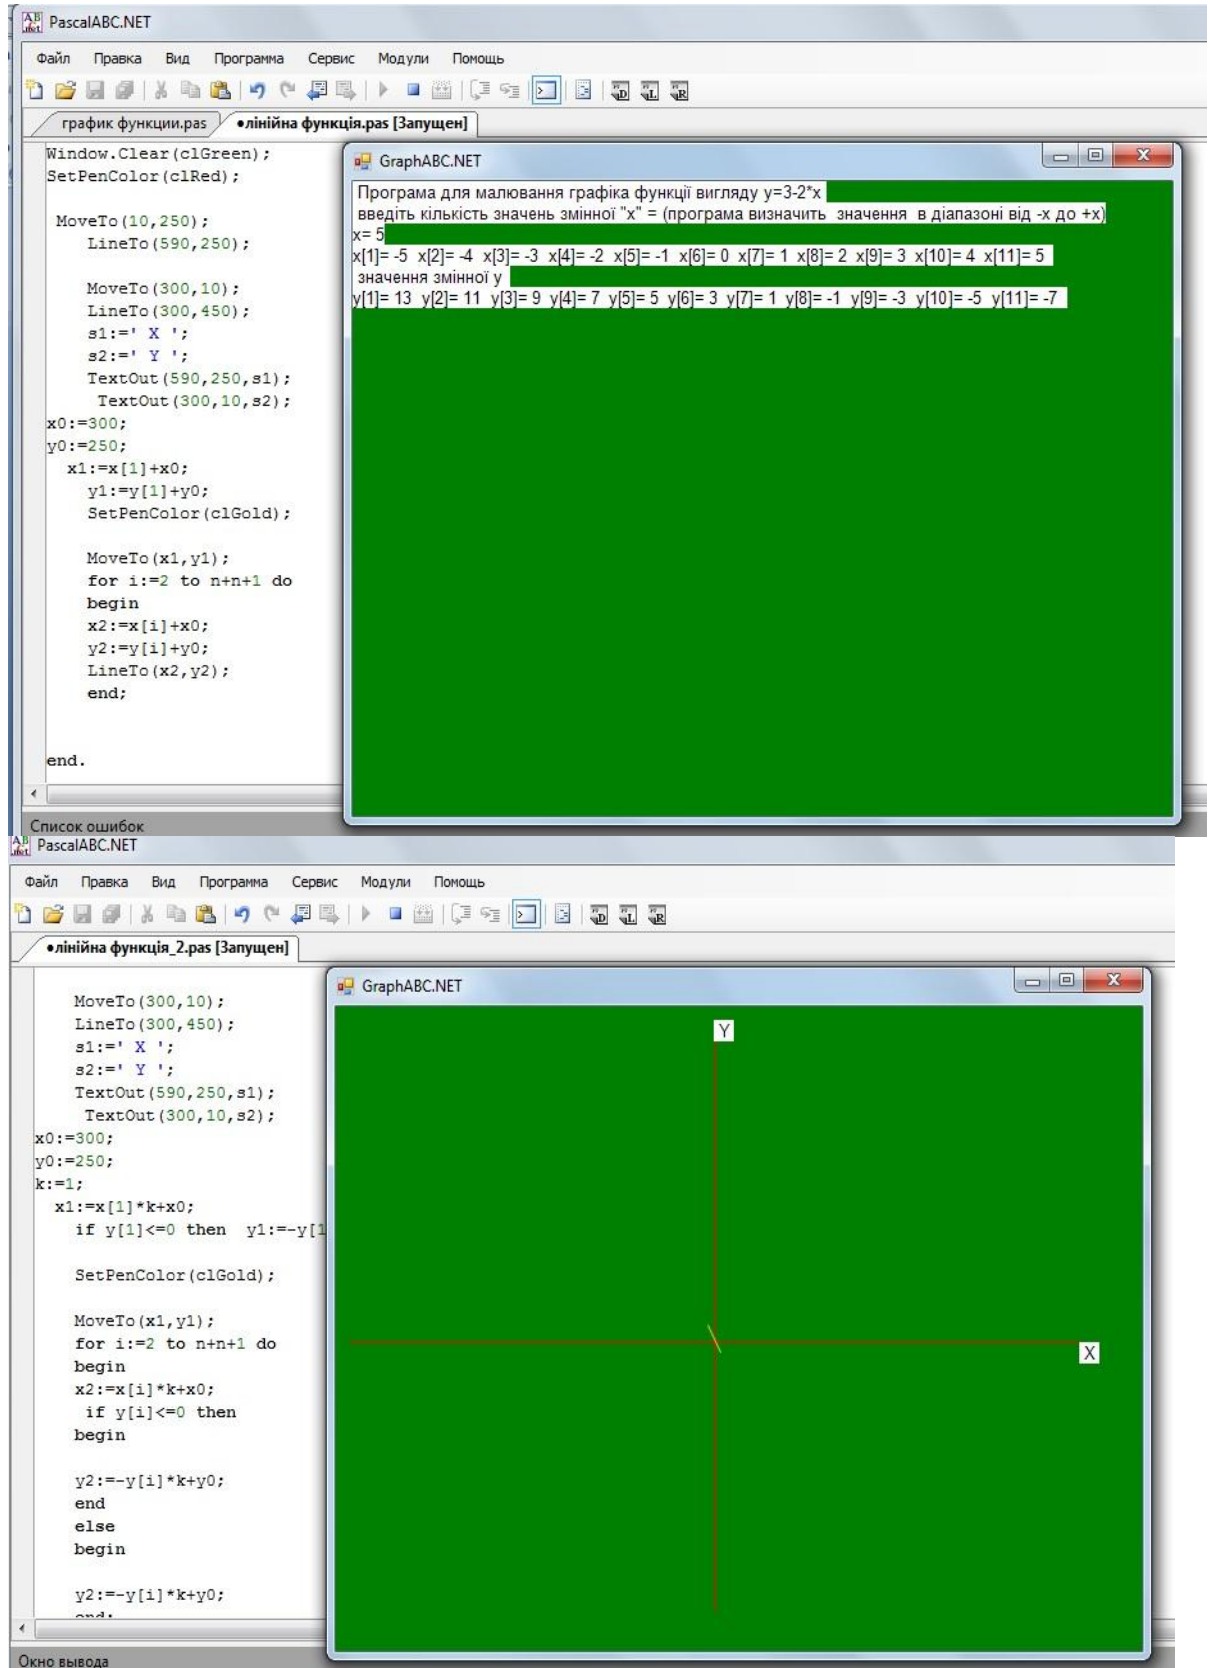 PascalABC.NET
Файл Правка Вид Программа Сервис Модули Помощь
график функции.pas •лінійна функція.pas [Запущен]
Window.Clear(clGreen);
SetPenColor(clRed);
MoveTo(10,250);
LineTo(590,250);
MoveTo(300,10);
LineTo(300,450);
s1:=' X ';
s2:=' Y ';
TextOut(590,250,s1);
TextOut(300,10,s2);
x0:=300;
y0:=250;
x1:=x[1]+x0;
y1:=y[1]+y0;
SetPenColor(clGold);
MoveTo(x1,y1);
for i:=2 to n+n+1 do
begin
x2:=x[i]+x0;
y2:=y[i]+y0;
LineTo(x2,y2);
end;
end.
GraphABC.NET
Програма для малювання графіка функції вигляду y=3-2*x
введіть кількість значень змінної "x" = (програма визначить значення в діапазоні від -x до +x)
x= 5
x[1]= -5 x[2]= -4 x[3]= -3 x[4]= -2 x[5]= -1 x[6]= 0 x[7]= 1 x[8]= 2 x[9]= 3 x[10]= 4 x[11]= 5
значення змінної y
y[1]= 13 y[2]= 11 y[3]= 9 y[4]= 7 y[5]= 5 y[6]= 3 y[7]= 1 y[8]= -1 y[9]= -3 y[10]= -5 y[11]= -7
Список ошибок
PascalABC.NET
Файл Правка Вид Программа Сервис Модули Помощь
•лінійна функція_2.pas [Запущен]
MoveTo(300,10);
LineTo(300,450);
s1:=' X ';
s2:=' Y ';
TextOut(590,250,s1);
TextOut(300,10,s2);
x0:=300;
y0:=250;
k:=1;
x1:=x[1]*k+x0;
if y[1]<=0 then y1:=-y[1
SetPenColor(clGold);
MoveTo(x1,y1);
for i:=2 to n+n+1 do
begin
x2:=x[i]*k+x0;
if y[i]<=0 then
begin
y2:=-y[i]*k+y0;
end
else
begin
y2:=-y[i]*k+y0;
end;
GraphABC.NET
Y
X
Окно вывода